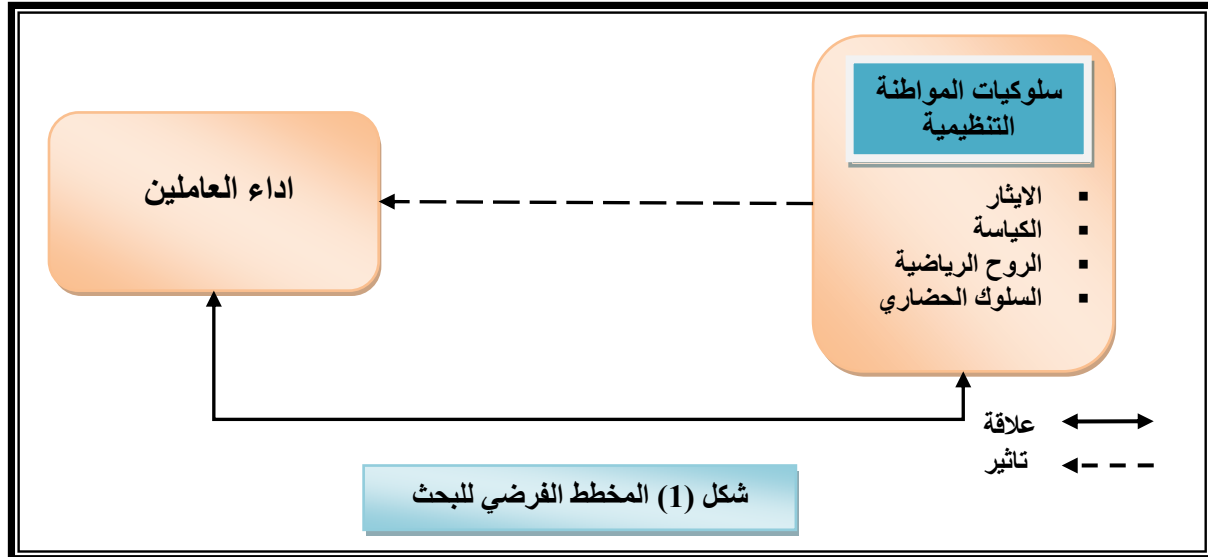 سلوكيات المواطنة
التنظيمية
▪ الايثار
▪ الكياسة
▪ الروح الرياضية
▪ السلوك الحضاري
اداء العاملين
علاقة
تاثير
شكل (1) المخطط الفرضي للبحث